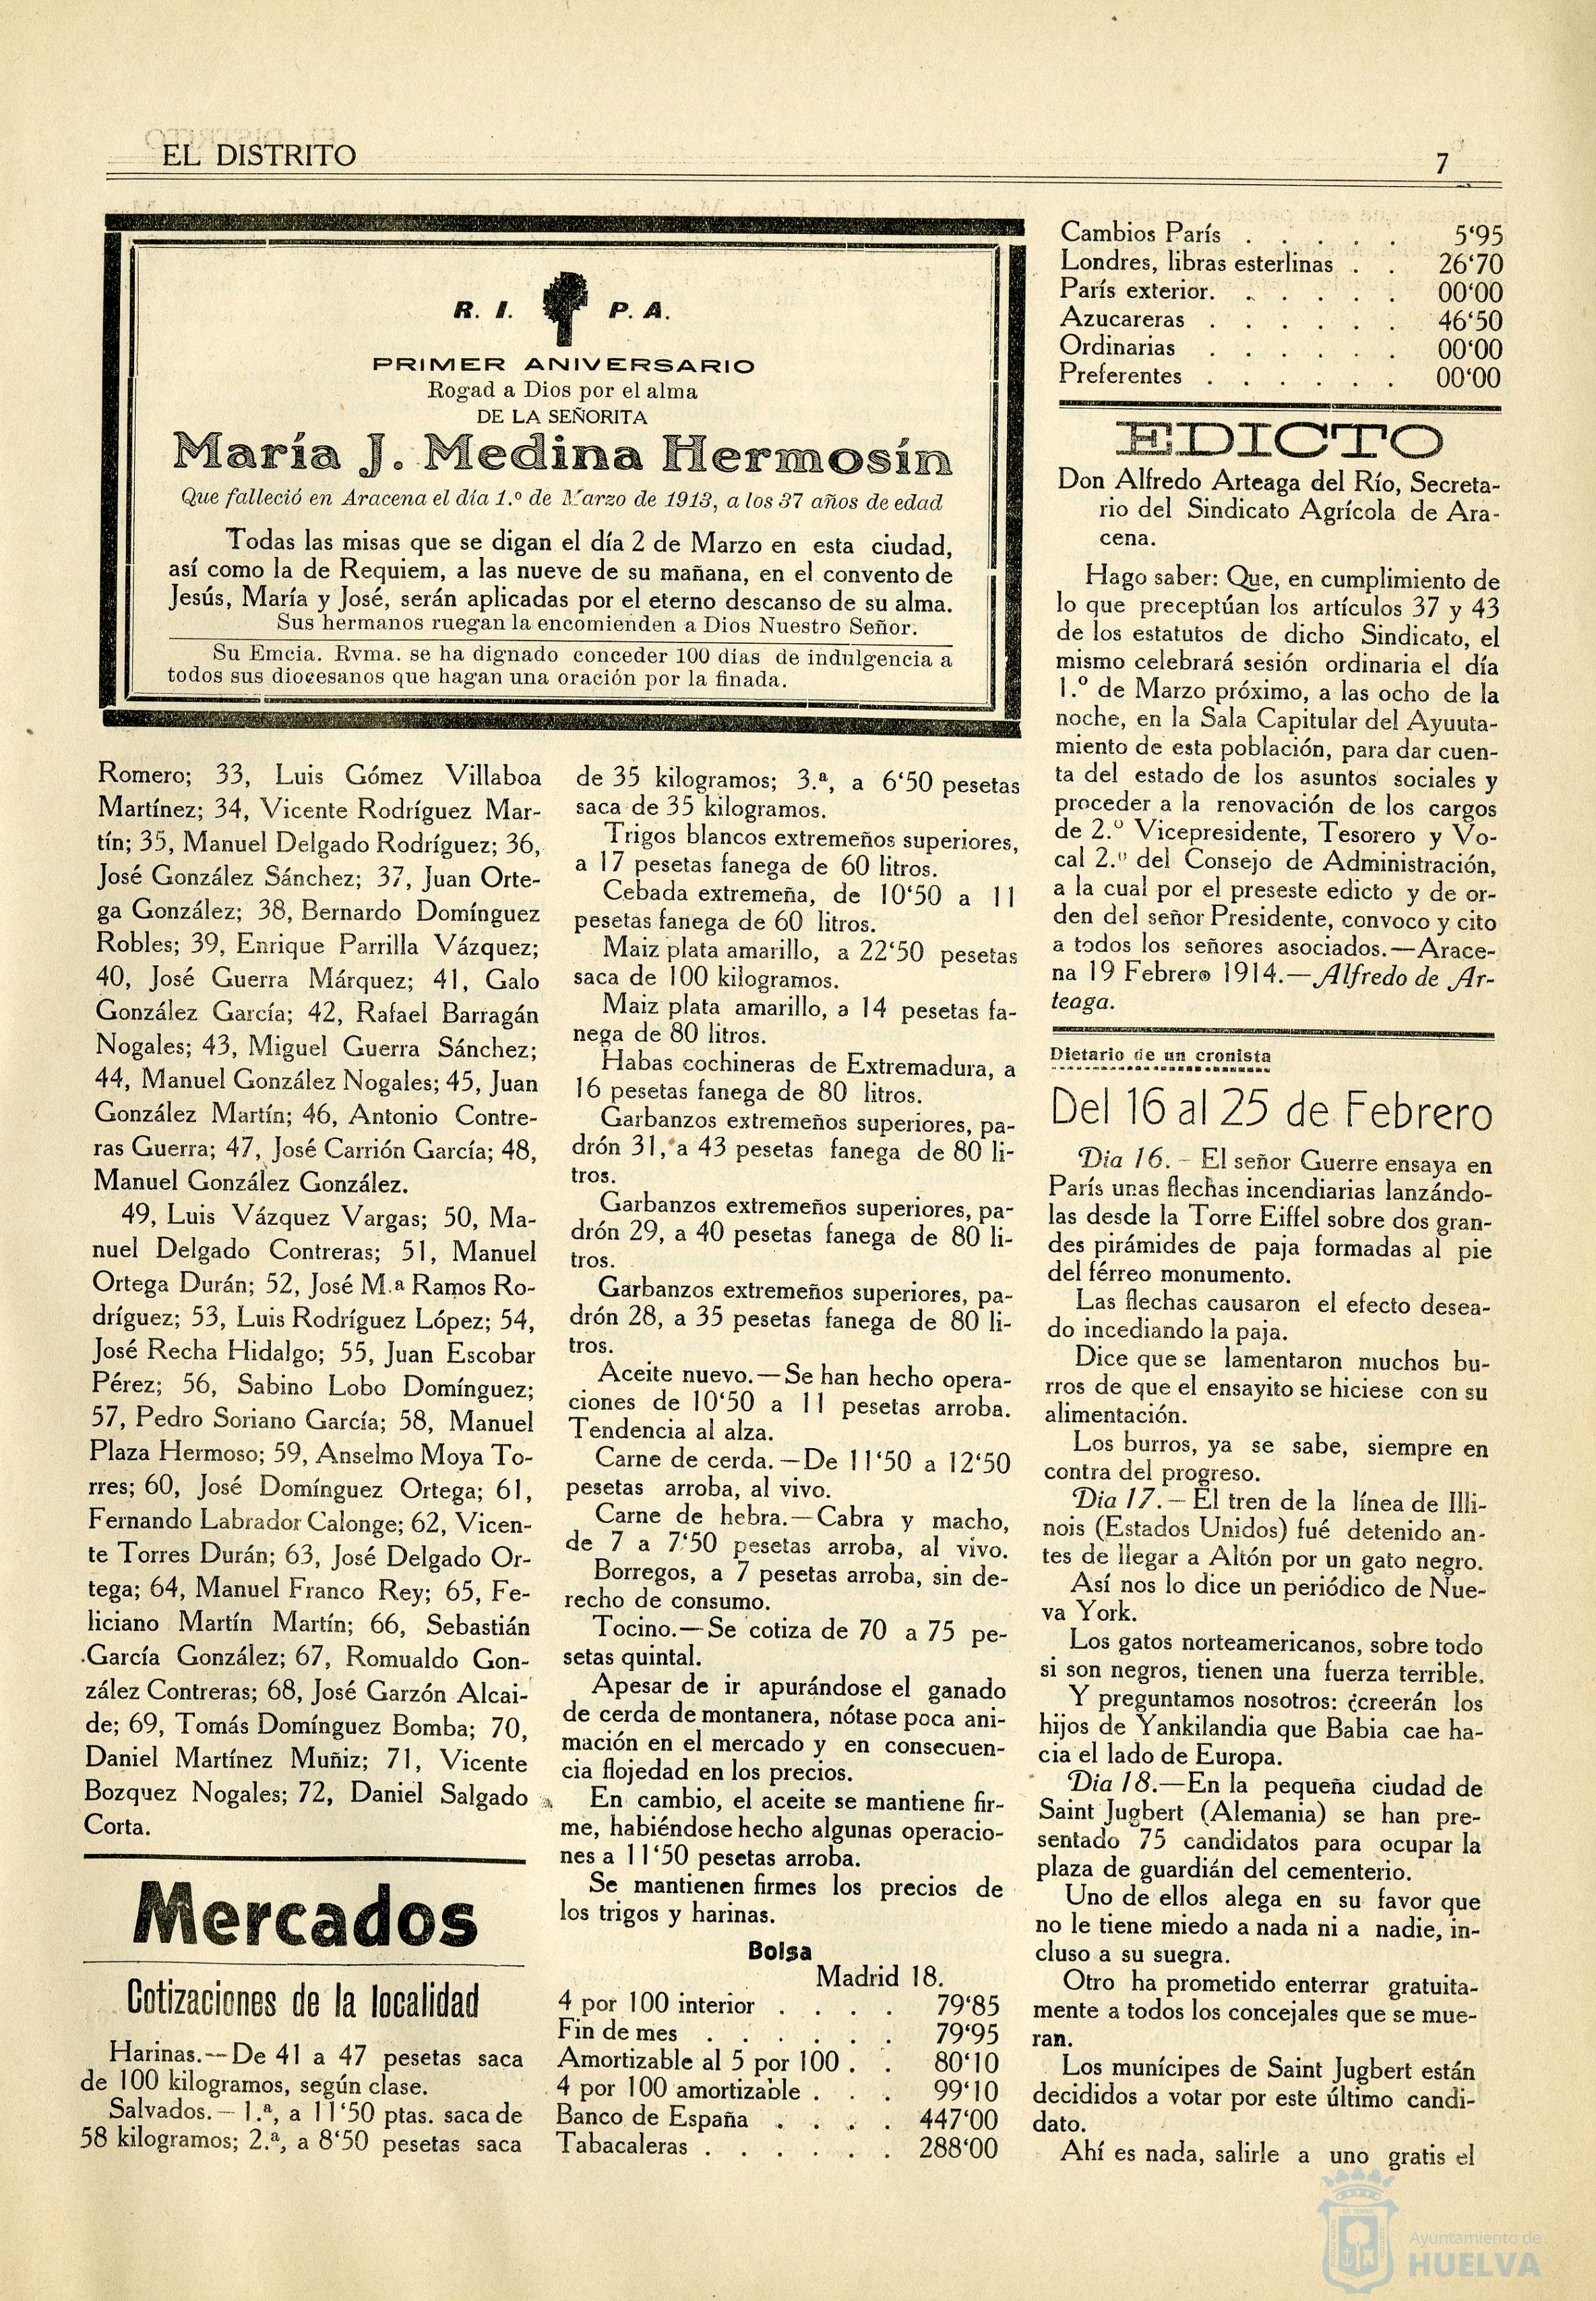 EL DISTRITO
7
R. I. P. A.
PRIMER ANIVERSARIO
Rogad a Dios por el alma
DE LA SEÑORITA
María J. Medina Hermosín
Que falleció en Aracena el día 1.º de Marzo de 1913, a los 37 años de edad
Todas las misas que se digan el día 2 de Marzo en esta ciudad,
así como la de Requiem, a las nueve de su mañana, en el convento de
Jesús, María y José, serán aplicadas por el eterno descanso de su alma.
Sus hermanos ruegan la encomienden a Dios Nuestro Señor.
Su Emcia. Rvma. se ha dignado conceder 100 dias de indulgencia a
todos sus diocesanos que hagan una oración por la finada.
Romero; 33, Luis Gómez Villaboa
Martínez; 34, Vicente Rodríguez Mar-
tín; 35, Manuel Delgado Rodríguez; 36,
José González Sánchez; 37, Juan Orte-
ga González; 38, Bernardo Domínguez
Robles; 39, Enrique Parrilla Vázquez;
40, José Guerra Márquez; 41, Galo
González García; 42, Rafael Barragán
Nogales; 43, Miguel Guerra Sánchez;
44, Manuel González Nogales; 45, Juan
González Martín; 46, Antonio Contre-
ras Guerra; 47, José Carrión García; 48,
Manuel González González.
49, Luis Vázquez Vargas; 50, Ma-
nuel Delgado Contreras; 51, Manuel
Ortega Durán; 52, José M.ª Ramos Ro-
dríguez; 53, Luis Rodríguez López; 54,
José Recha Hidalgo; 55, Juan Escobar
Pérez; 56, Sabino Lobo Domínguez;
57, Pedro Soriano García; 58, Manuel
Plaza Hermoso; 59, Anselmo Moya To-
rres; 60, José Domínguez Ortega; 61,
Fernando Labrador Calonge; 62, Vicen-
te Torres Durán; 63, José Delgado Or-
tega; 64, Manuel Franco Rey; 65, Fe-
liciano Martín Martín; 66, Sebastián
García González; 67, Romualdo Gon-
zález Contreras; 68, José Garzón Alcai-
de; 69, Tomás Domínguez Bomba; 70,
Daniel Martínez Muñiz; 71, Vicente
Bozquez Nogales; 72, Daniel Salgado
Corta.
Mercados
Cotizaciones de la localidad
Harinas.—De 41 a 47 pesetas saca
de 100 kilogramos, según clase.
Salvados.—1.ª, a 11'50 ptas. saca de
58 kilogramos; 2.ª, a 8'50 pesetas saca
de 35 kilogramos; 3.ª, a 6'50 pesetas
saca de 35 kilogramos.
Trigos blancos extremeños superiores,
a 17 pesetas fanega de 60 litros.
Cebada extremeña, de 10'50 a 11
pesetas fanega de 60 litros.
Maiz plata amarillo, a 22'50 pesetas
saca de 100 kilogramos.
Maiz plata amarillo, a 14 pesetas fa-
nega de 80 litros.
Habas cochineras de Extremadura, a
16 pesetas fanega de 80 litros.
Garbanzos extremeños superiores, pa-
drón 31, a 43 pesetas fanega de 80 li-
tros.
Garbanzos extremeños superiores, pa-
drón 29, a 40 pesetas fanega de 80 li-
tros.
Garbanzos extremeños superiores, pa-
drón 28, a 35 pesetas fanega de 80 li-
tros.
Aceite nuevo.—Se han hecho opera-
ciones de 10'50 a 11 pesetas arroba.
Tendencia al alza.
Carne de cerda.—De 11'50 a 12'50
pesetas arroba, al vivo.
Carne de hebra.—Cabra y macho,
de 7 a 7'50 pesetas arroba, al vivo.
Borregos, a 7 pesetas arroba, sin de-
recho de consumo.
Tocino.—Se cotiza de 70 a 75 pe-
setas quintal.
Apesar de ir apurándose el ganado
de cerda de montanera, nótase poca ani-
mación en el mercado y en consecuen-
cia flojedad en los precios.
En cambio, el aceite se mantiene fir-
me, habiéndose hecho algunas operacio-
nes a 11'50 pesetas arroba.
Se mantienen firmes los precios de
los trigos y harinas.
Bolsa
Madrid 18.
4 por 100 interior . . . . 79'85
Fin de mes . . . . . . 79'95
Amortizable al 5 por 100 . . 80'10
4 por 100 amortizable . . . 99'10
Banco de España . . . . 447'00
Tabacaleras . . . . . . 288'00
Cambios París . . . . . 5'95
Londres, libras esterlinas . . 26'70
París exterior. . . . . . 00'00
Azucareras . . . . . . 46'50
Ordinarias . . . . . . 00'00
Preferentes . . . . . . 00'00
EDICTO
Don Alfredo Arteaga del Río, Secreta-
rio del Sindicato Agrícola de Ara-
cena.
Hago saber: Que, en cumplimiento de
lo que preceptúan los artículos 37 y 43
de los estatutos de dicho Sindicato, el
mismo celebrará sesión ordinaria el día
1.º de Marzo próximo, a las ocho de la
noche, en la Sala Capitular del Ayuuta-
miento de esta población, para dar cuen-
ta del estado de los asuntos sociales y
proceder a la renovación de los cargos
de 2.º Vicepresidente, Tesorero y Vo-
cal 2.º del Consejo de Administración,
a la cual por el preseste edicto y de or-
den del señor Presidente, convoco y cito
a todos los señores asociados.—Arace-
na 19 Febrero 1914.—Alfredo de Ar-
teaga.
Dietario de un cronista
Del 16 al 25 de Febrero
Dia 16.—El señor Guerre ensaya en
París unas flechas incendiarias lanzándo-
las desde la Torre Eiffel sobre dos gran-
des pirámides de paja formadas al pie
del férreo monumento.
Las flechas causaron el efecto desea-
do incediando la paja.
Dice que se lamentaron muchos bu-
rros de que el ensayito se hiciese con su
alimentación.
Los burros, ya se sabe, siempre en
contra del progreso.
Dia 17.—El tren de la línea de Illi-
nois (Estados Unidos) fué detenido an-
tes de llegar a Altón por un gato negro.
Así nos lo dice un periódico de Nue-
va York.
Los gatos norteamericanos, sobre todo
si son negros, tienen una fuerza terrible.
Y preguntamos nosotros: ¿creerán los
hijos de Yankilandia que Babia cae ha-
cia el lado de Europa.
Dia 18.—En la pequeña ciudad de
Saint Jugbert (Alemania) se han pre-
sentado 75 candidatos para ocupar la
plaza de guardián del cementerio.
Uno de ellos alega en su favor que
no le tiene miedo a nada ni a nadie, in-
cluso a su suegra.
Otro ha prometido enterrar gratuita-
mente a todos los concejales que se mue-
ran.
Los munícipes de Saint Jugbert están
decididos a votar por este último candi-
dato.
Ahí es nada, salirle a uno gratis el
Ayuntamiento de
HUELVA